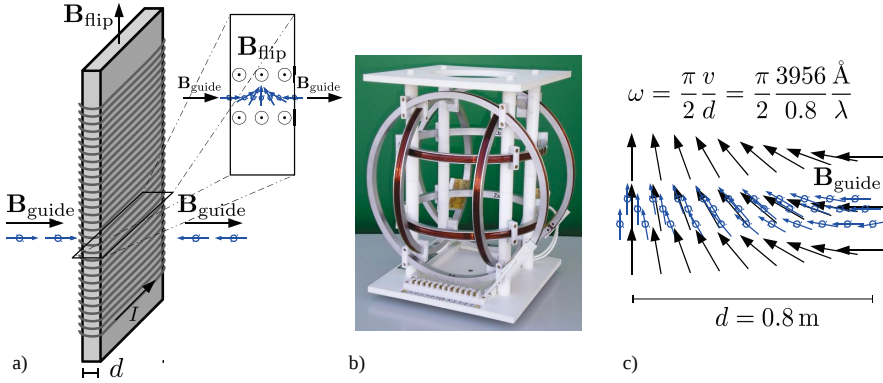 B_flip
B_flip
B_guide B_guide
B_guide B_guide
I
a) d
b)
ω = π/2 v/d = π/2 3956/0.8 Å/λ
B_guide
d = 0.8 m
c)